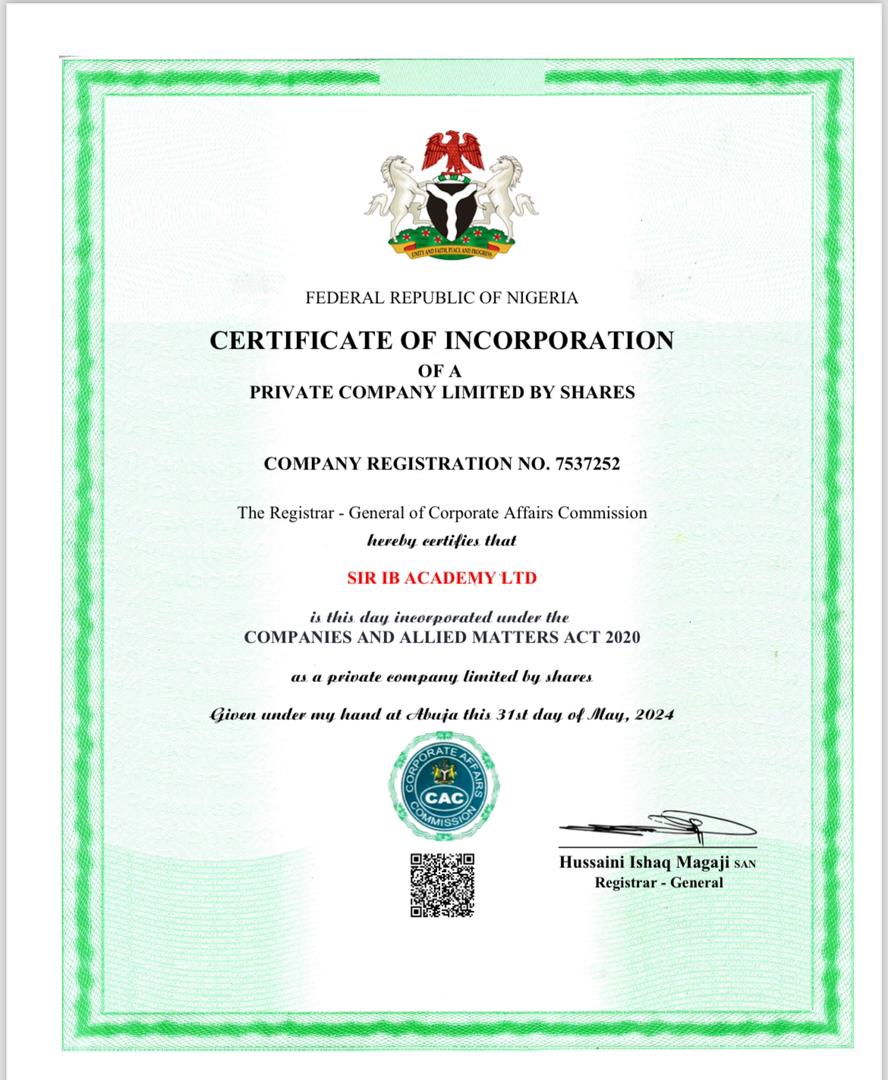 UNITY AND FAITH, PEACE AND PROGRESS
FEDERAL REPUBLIC OF NIGERIA
CERTIFICATE OF INCORPORATION
OF A
PRIVATE COMPANY LIMITED BY SHARES
COMPANY REGISTRATION NO. 7537252
The Registrar - General of Corporate Affairs Commission
hereby certifies that
SIR IB ACADEMY LTD
is this day incorporated under the
COMPANIES AND ALLIED MATTERS ACT 2020
as a private company limited by shares
Given under my hand at Abuja this 31st day of May, 2024
CORPORATE AFFAIRS
CAC
COMMISSION
Hussaini Ishaq Magaji SAN
Registrar - General